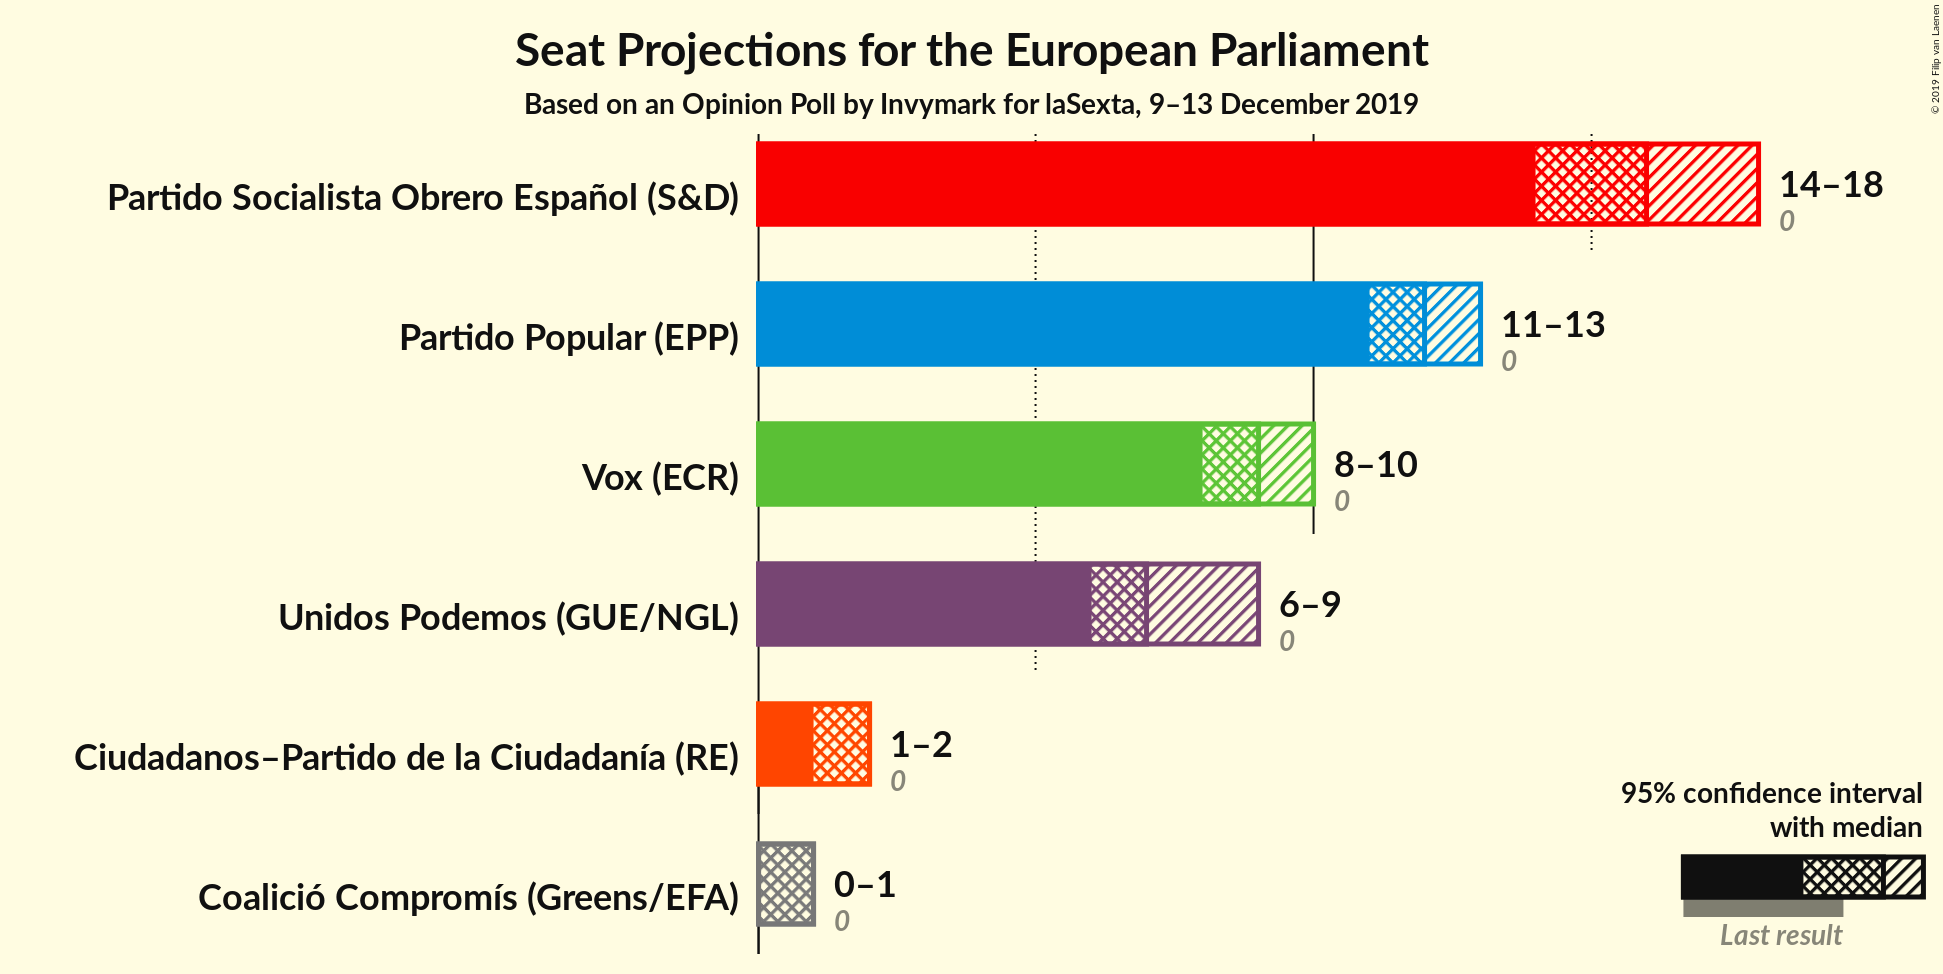 Seat Projections for the European Parliament
Based on an Opinion Poll by Invymark for laSexta, 9–13 December 2019
© 2019 Filip van Laenen
Partido Socialista Obrero Español (S&D)
14–18
0
Partido Popular (EPP)
11–13
0
Vox (ECR)
8–10
0
Unidos Podemos (GUE/NGL)
6–9
0
Ciudadanos–Partido de la Ciudadanía (RE)
1–2
0
Coalició Compromís (Greens/EFA)
0–1
0
95% confidence interval
with median
Last result